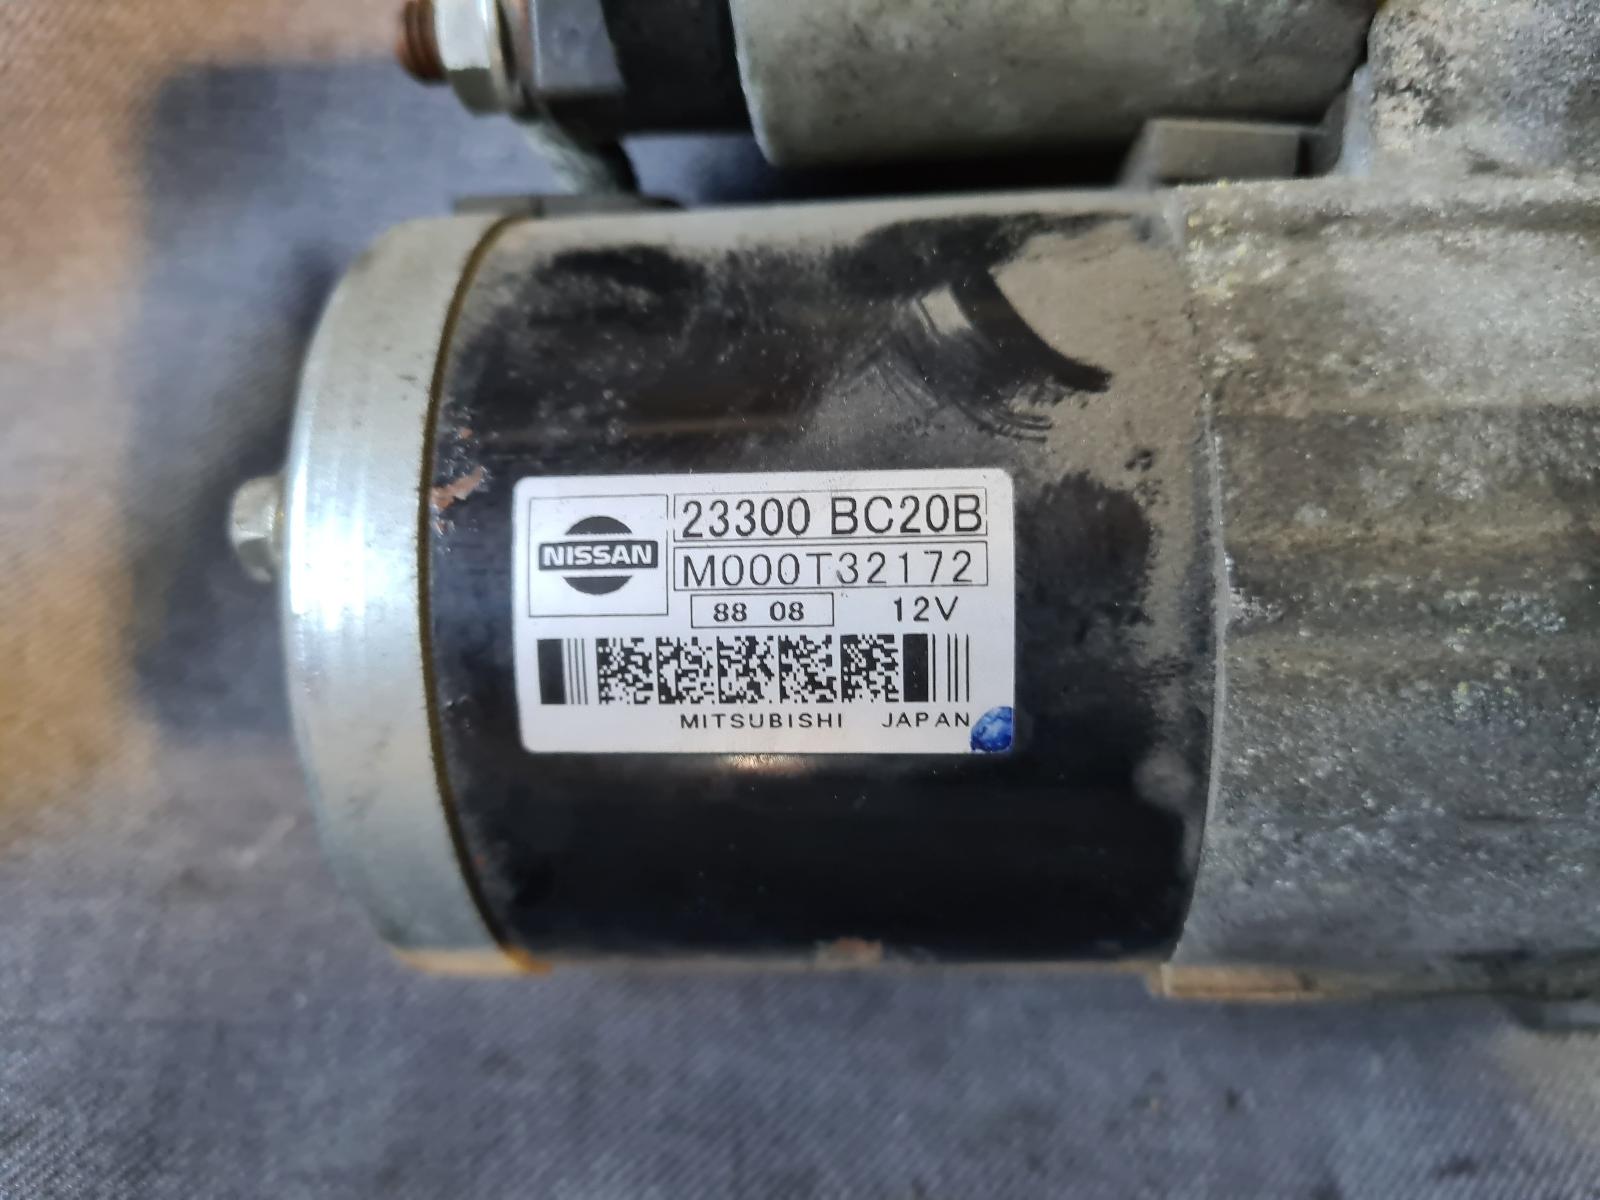 NISSAN
23300 BC20B
M000T32172
88 08 12V
MITSUBISHI JAPAN